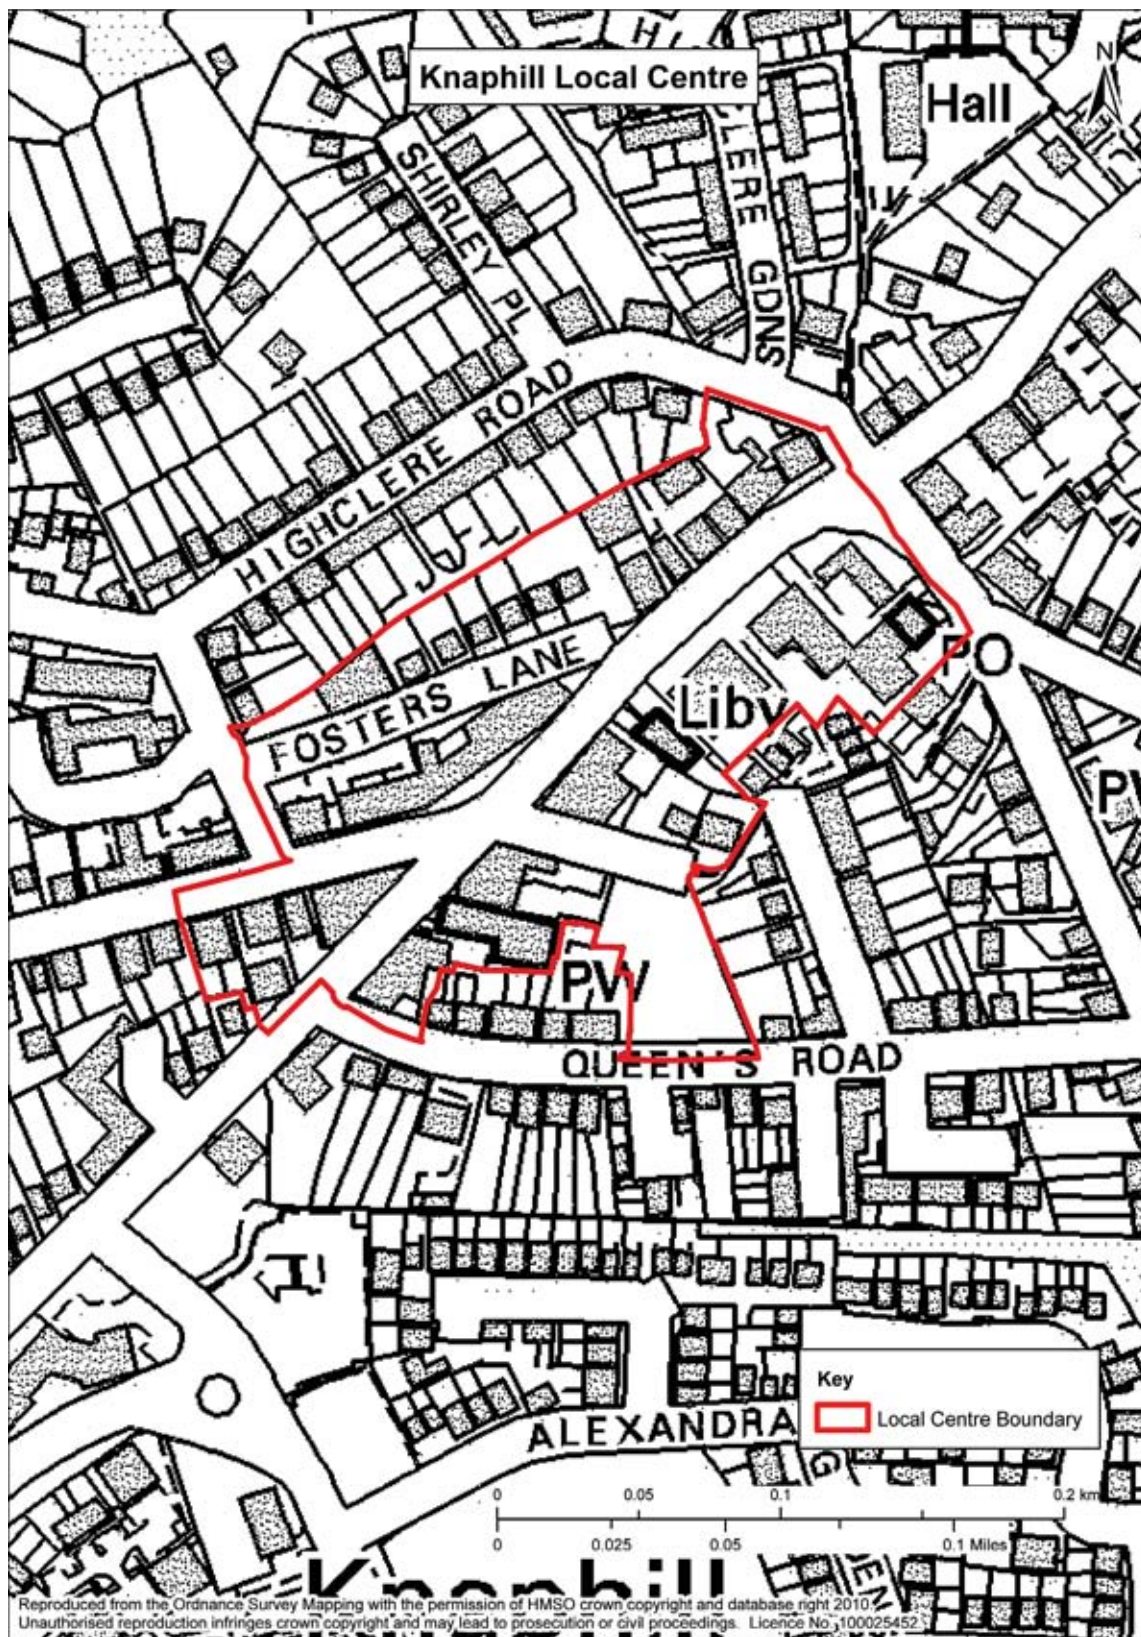 Knaphill Local Centre
N
Hall
SHIRLEY PL
CLERE GDNS
HIGHCLERE ROAD
FOSTERS LANE
PO
Liby
PW
QUEEN'S ROAD
Key
Local Centre Boundary
ALEXANDRA
0 0.05 0.1 0.2 km
0 0.025 0.05 0.1 Miles
Knaphill
Reproduced from the Ordnance Survey Mapping with the permission of HMSO crown copyright and database right 2010.
Unauthorised reproduction infringes crown copyright and may lead to prosecution or civil proceedings. Licence No. 100025452